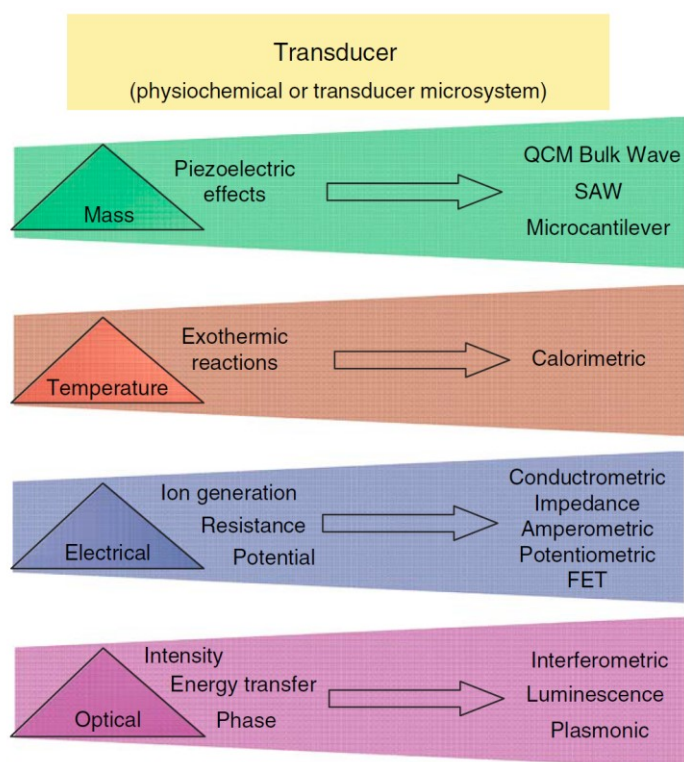 Transducer
(physiochemical or transducer microsystem)
Mass
Piezoelectric
effects
QCM Bulk Wave
SAW
Microcantilever
Temperature
Exothermic
reactions
Calorimetric
Electrical
Ion generation
Resistance
Potential
Conductrometric
Impedance
Amperometric
Potentiometric
FET
Optical
Intensity
Energy transfer
Phase
Interferometric
Luminescence
Plasmonic